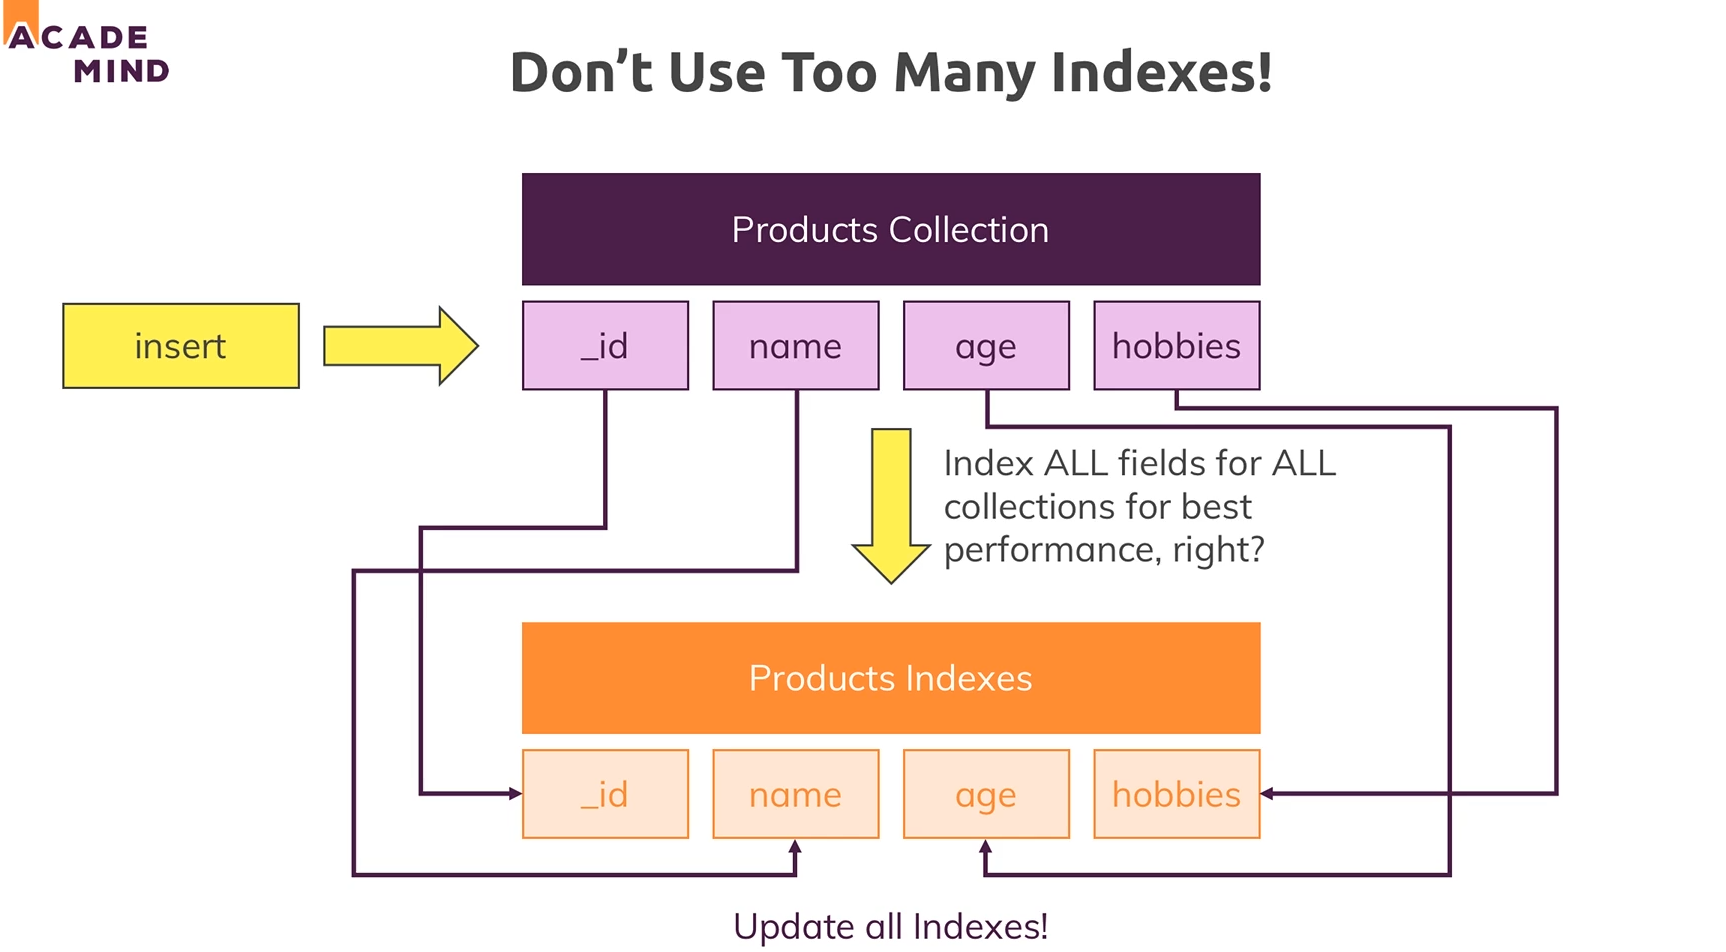 ACADE
MIND
Don’t Use Too Many Indexes!
Products Collection
insert
_id
name
age
hobbies
Index ALL fields for ALL
collections for best
performance, right?
Products Indexes
_id
name
age
hobbies
Update all Indexes!